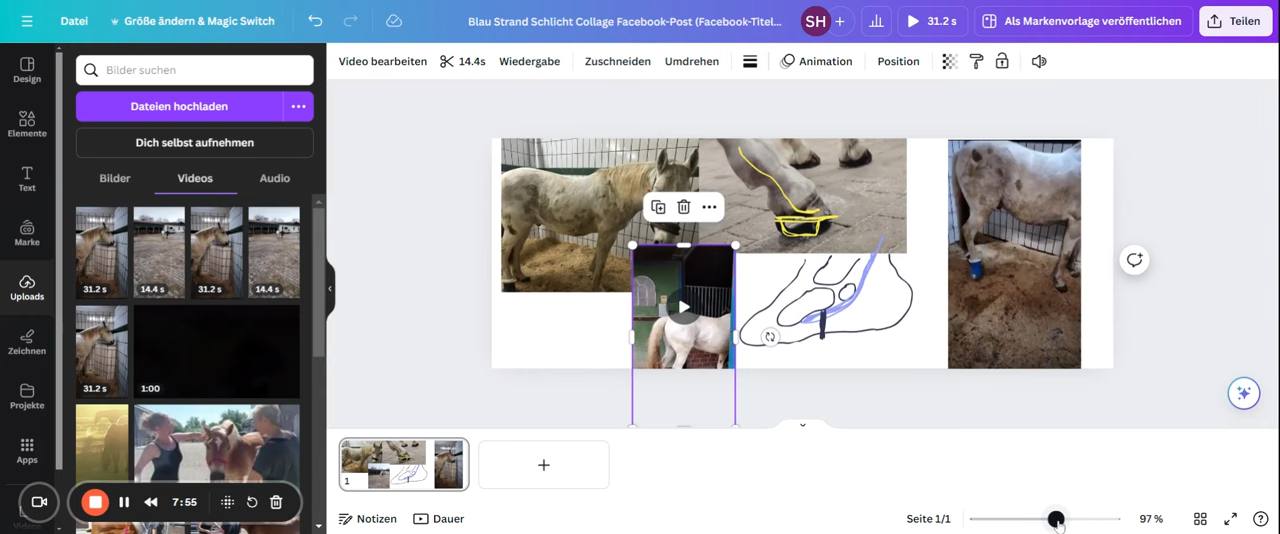 Datei
Größe ändern & Magic Switch
Blau Strand Schlicht Collage Facebook-Post (Facebook-Titel...
SH
+
31.2 s
Als Markenvorlage veröffentlichen
Teilen
Design
Elemente
Text
Marke
Uploads
Zeichnen
Projekte
Apps
Videos
Bilder suchen
Dateien hochladen
Dich selbst aufnehmen
Bilder
Videos
Audio
31.2 s
14.4 s
31.2 s
14.4 s
31.2 s
1:00
Video bearbeiten
14.4s
Wiedergabe
Zuschneiden
Umdrehen
Animation
Position
1
+
7:55
Notizen
Dauer
Seite 1/1
97 %